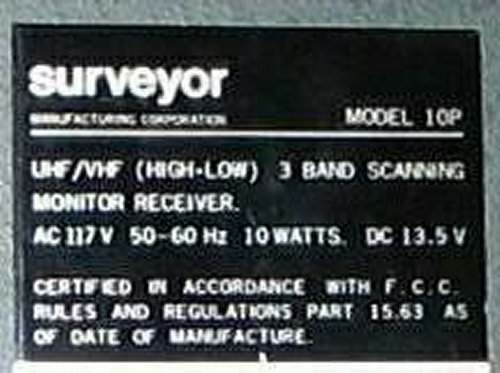 surveyor
MANUFACTURING CORPORATION
MODEL 10P
UHF/VHF (HIGH-LOW) 3 BAND SCANNING
MONITOR RECEIVER.
AC 117V 50-60 Hz 10 WATTS. DC 13.5 V
CERTIFIED IN ACCORDANCE WITH F.C.C.
RULES AND REGULATIONS PART 15.63 AS
OF DATE OF MANUFACTURE.